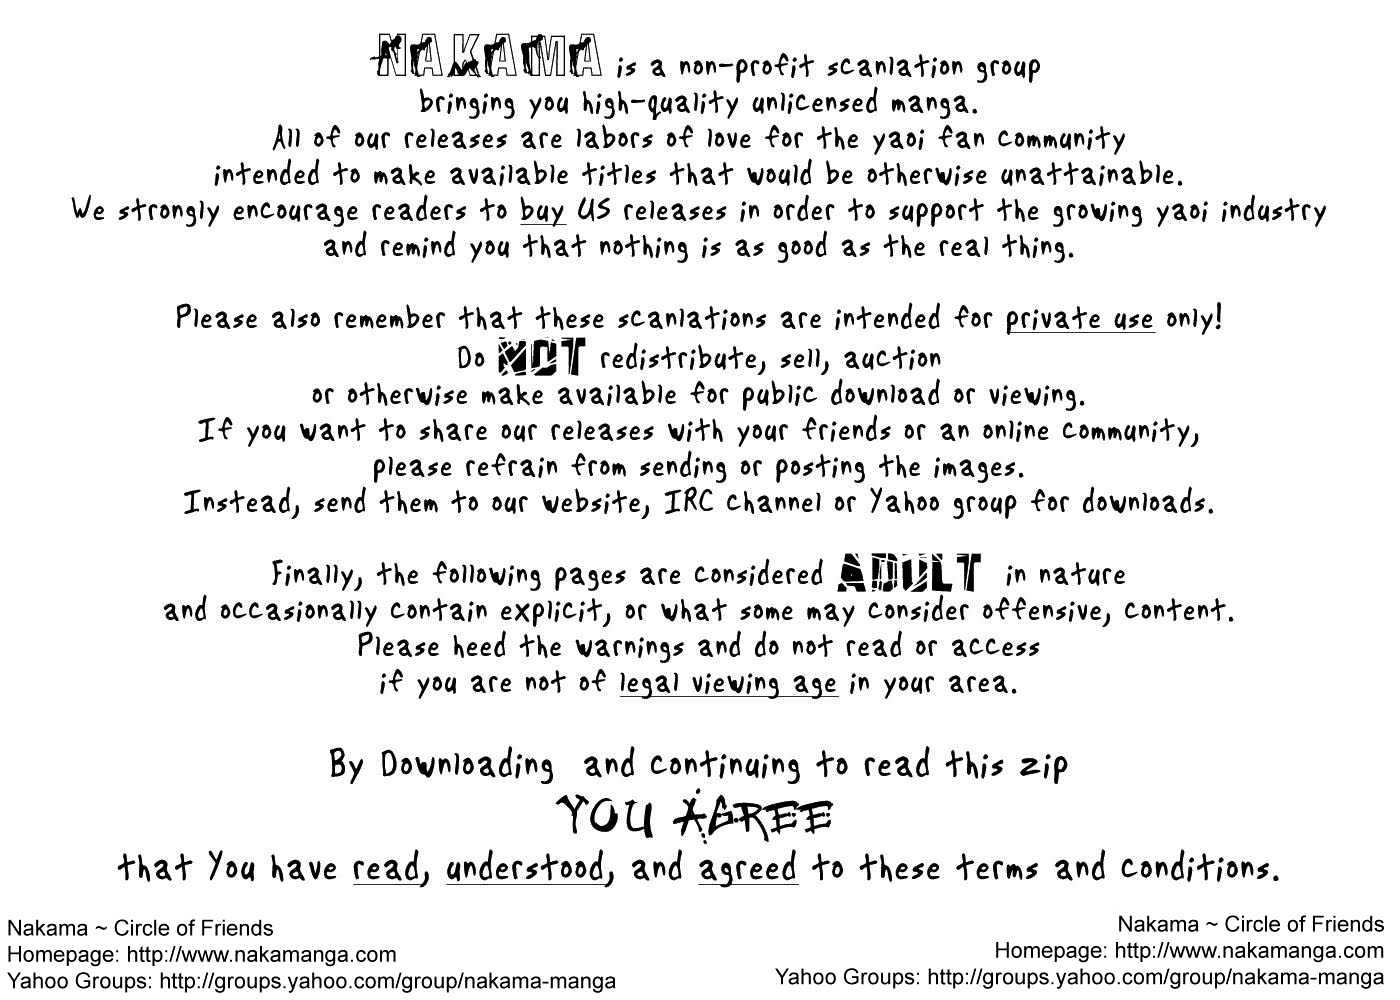 NAKAMA is a non-profit scanlation group
bringing you high-quality unlicensed manga.
All of our releases are labors of love for the yaoi fan community
intended to make available titles that would be otherwise unattainable.
We strongly encourage readers to buy US releases in order to support the growing yaoi industry
and remind you that nothing is as good as the real thing.
Please also remember that these scanlations are intended for private use only!
Do NOT redistribute, sell, auction
or otherwise make available for public download or viewing.
If you want to share our releases with your friends or an online community,
please refrain from sending or posting the images.
Instead, send them to our website, IRC channel or Yahoo group for downloads.
Finally, the following pages are considered ADULT in nature
and occasionally contain explicit, or what some may consider offensive, content.
Please heed the warnings and do not read or access
if you are not of legal viewing age in your area.
By Downloading and continuing to read this zip
YOU AGREE
that You have read, understood, and agreed to these terms and conditions.
Nakama ~ Circle of Friends
Homepage: http://www.nakamanga.com
Yahoo Groups: http://groups.yahoo.com/group/nakama-manga
Nakama ~ Circle of Friends
Homepage: http://www.nakamanga.com
Yahoo Groups: http://groups.yahoo.com/group/nakama-manga